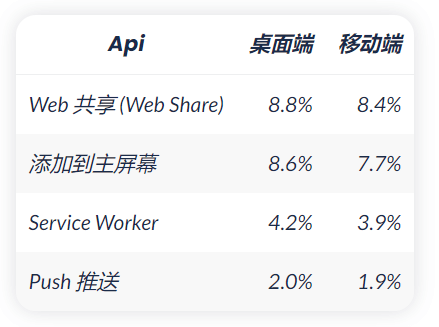 Api 桌面端 移动端
Web 共享 (Web Share) 8.8% 8.4%
添加到主屏幕 8.6% 7.7%
Service Worker 4.2% 3.9%
Push 推送 2.0% 1.9%